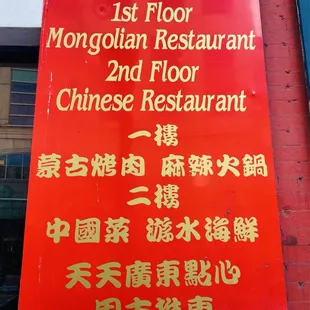 1st Floor
Mongolian Restaurant
2nd Floor
Chinese Restaurant
一樓
蒙古烤肉 麻辣火鍋
二樓
中國菜 游水海鮮
天天廣東點心